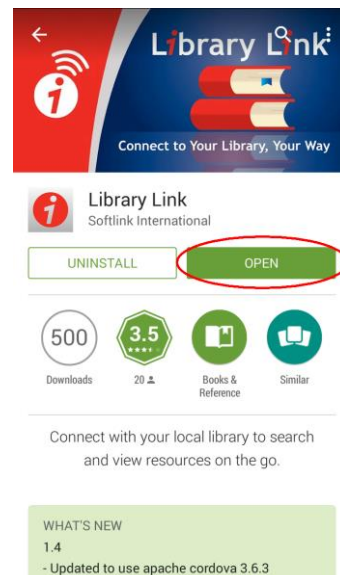 Library Link
Connect to Your Library, Your Way
Library Link
Softlink International
UNINSTALL
OPEN
500
3.5
Downloads
20
Books &
Reference
Similar
Connect with your local library to search
and view resources on the go.
WHAT'S NEW
1.4
- Updated to use apache cordova 3.6.3